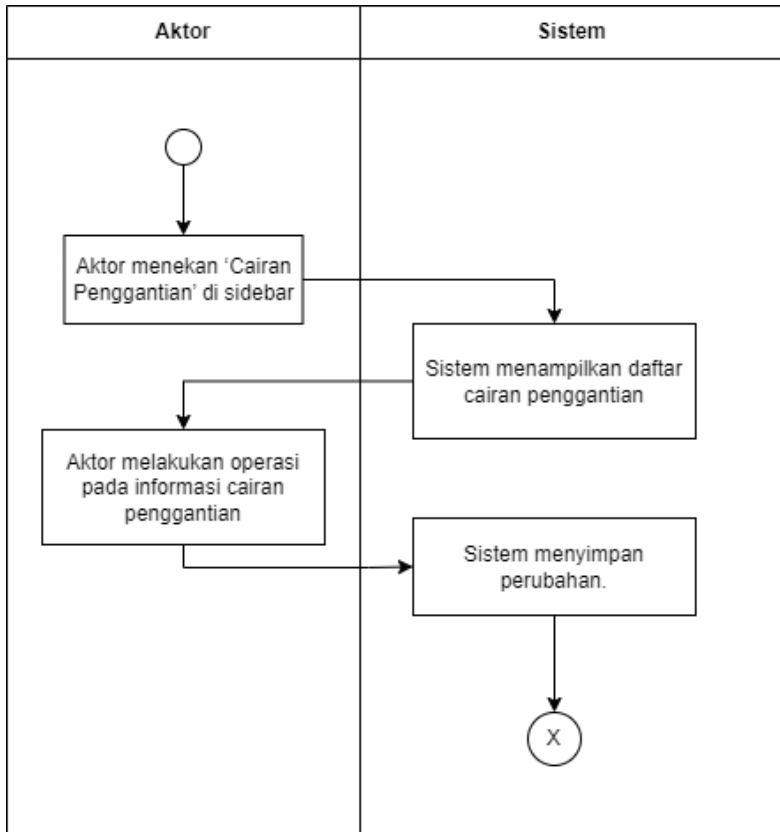 Aktor
Sistem
Aktor menekan ‘Cairan
Penggantian’ di sidebar
Sistem menampilkan daftar
cairan penggantian
Aktor melakukan operasi
pada informasi cairan
penggantian
Sistem menyimpan
perubahan.
X